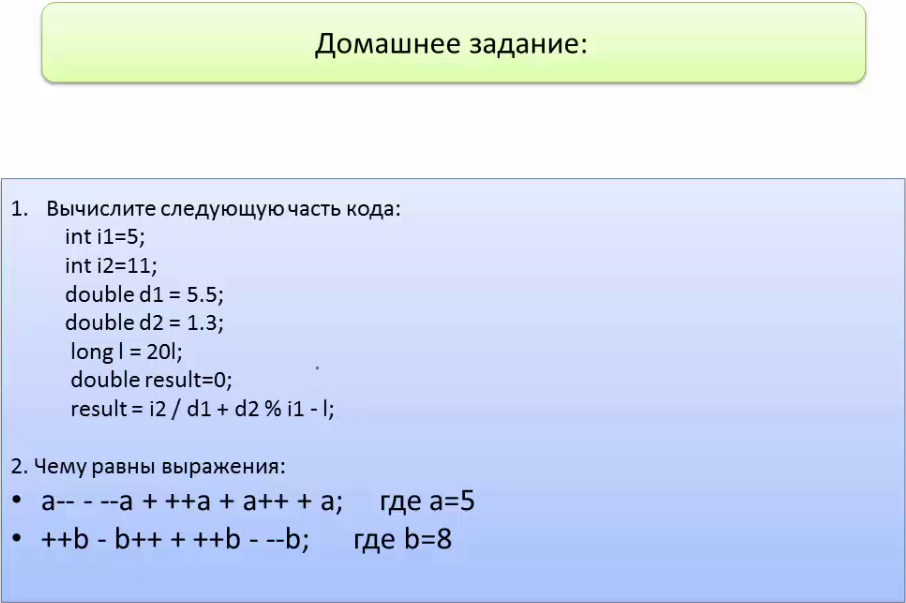 Домашнее задание:
1. Вычислите следующую часть кода:
int i1=5;
int i2=11;
double d1 = 5.5;
double d2 = 1.3;
long l = 20l;
double result=0;
result = i2 / d1 + d2 % i1 - l;
2. Чему равны выражения:
• a-- - --a + ++a + a++ + a; где a=5
• ++b - b++ + ++b - --b; где b=8